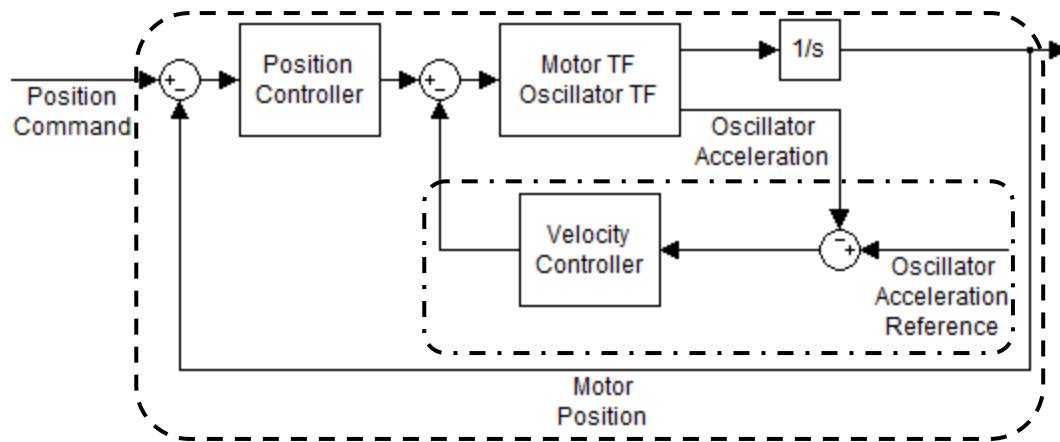 Position
Controller
Motor TF
Oscillator TF
1/s
+
−
+
−
Position
Command
Oscillator
Acceleration
Velocity
Controller
−
+
Oscillator
Acceleration
Reference
Motor
Position